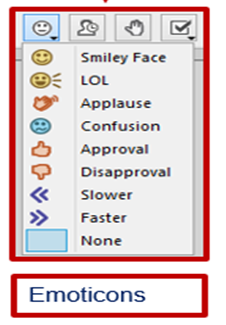 Smiley Face
LOL
Applause
Confusion
Approval
Disapproval
Slower
Faster
None
Emoticons